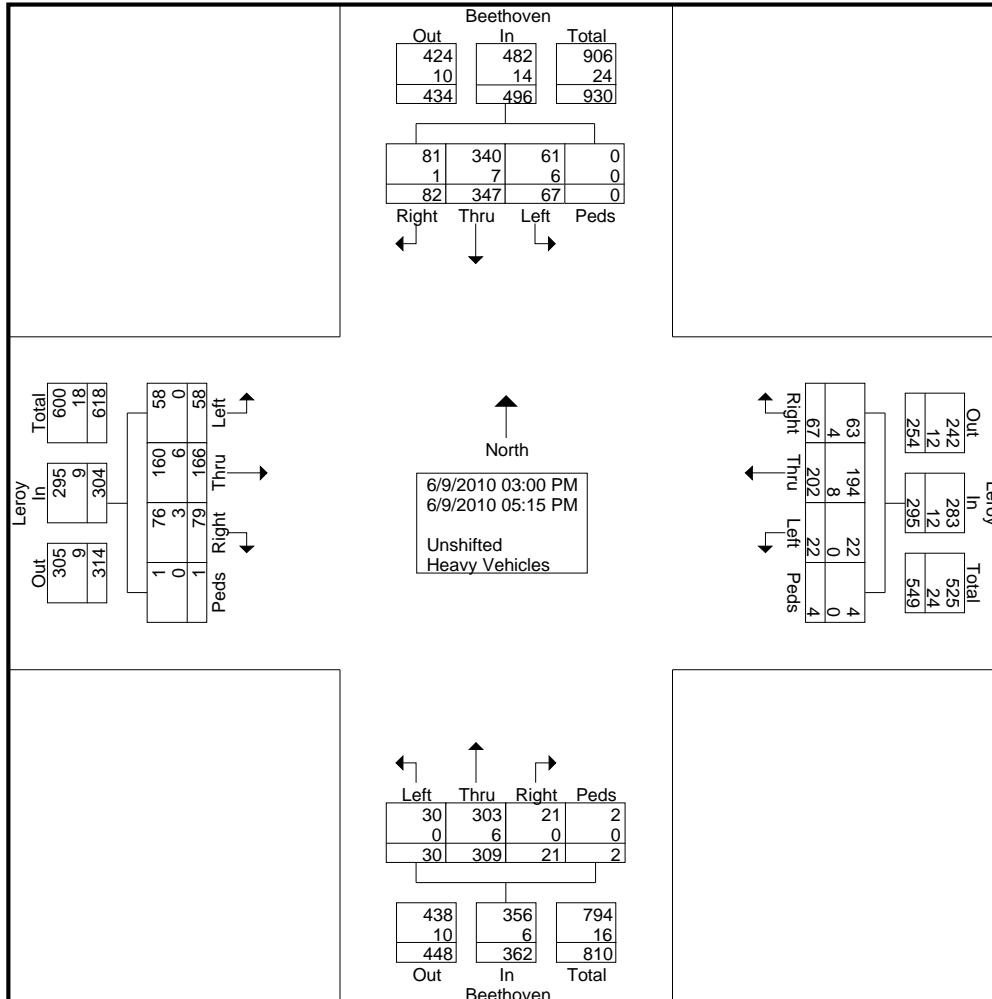 Beethoven
Out In Total
424 482 906
10 14 24
434 496 930
81 340 61 0
1 7 6 0
82 347 67 0
Right Thru Left Peds
Leroy
Out In Total
305 295 600
9 9 18
314 304 618
1 76 160 58
0 3 6 0
1 79 166 58
Peds Right Thru Left
North
6/9/2010 03:00 PM
6/9/2010 05:15 PM
Unshifted
Heavy Vehicles
Leroy
Out In Total
242 283 525
12 12 24
254 295 549
63 194 22 4
4 8 0 0
67 202 22 4
Right Thru Left Peds
Left Thru Right Peds
30 303 21 2
0 6 0 0
30 309 21 2
438 356 794
10 6 16
448 362 810
Out In Total
Beethoven